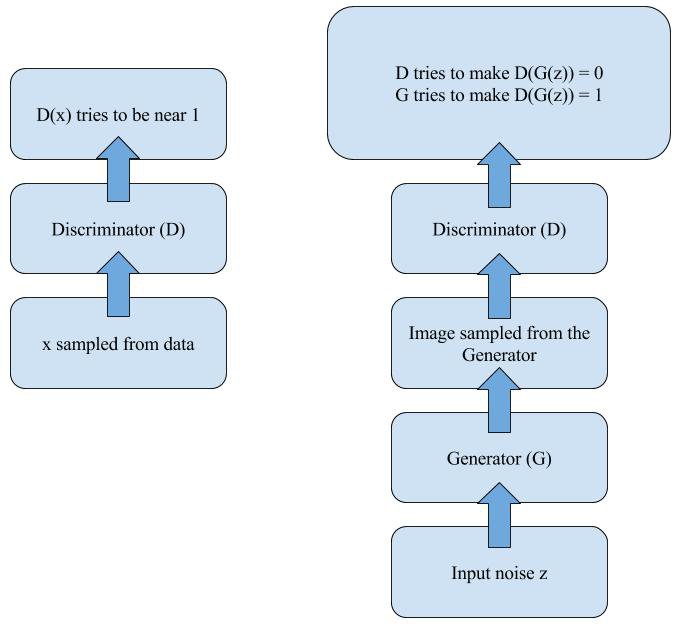 D(x) tries to be near 1
Discriminator (D)
x sampled from data
D tries to make D(G(z)) = 0
G tries to make D(G(z)) = 1
Discriminator (D)
Image sampled from the
Generator
Generator (G)
Input noise z